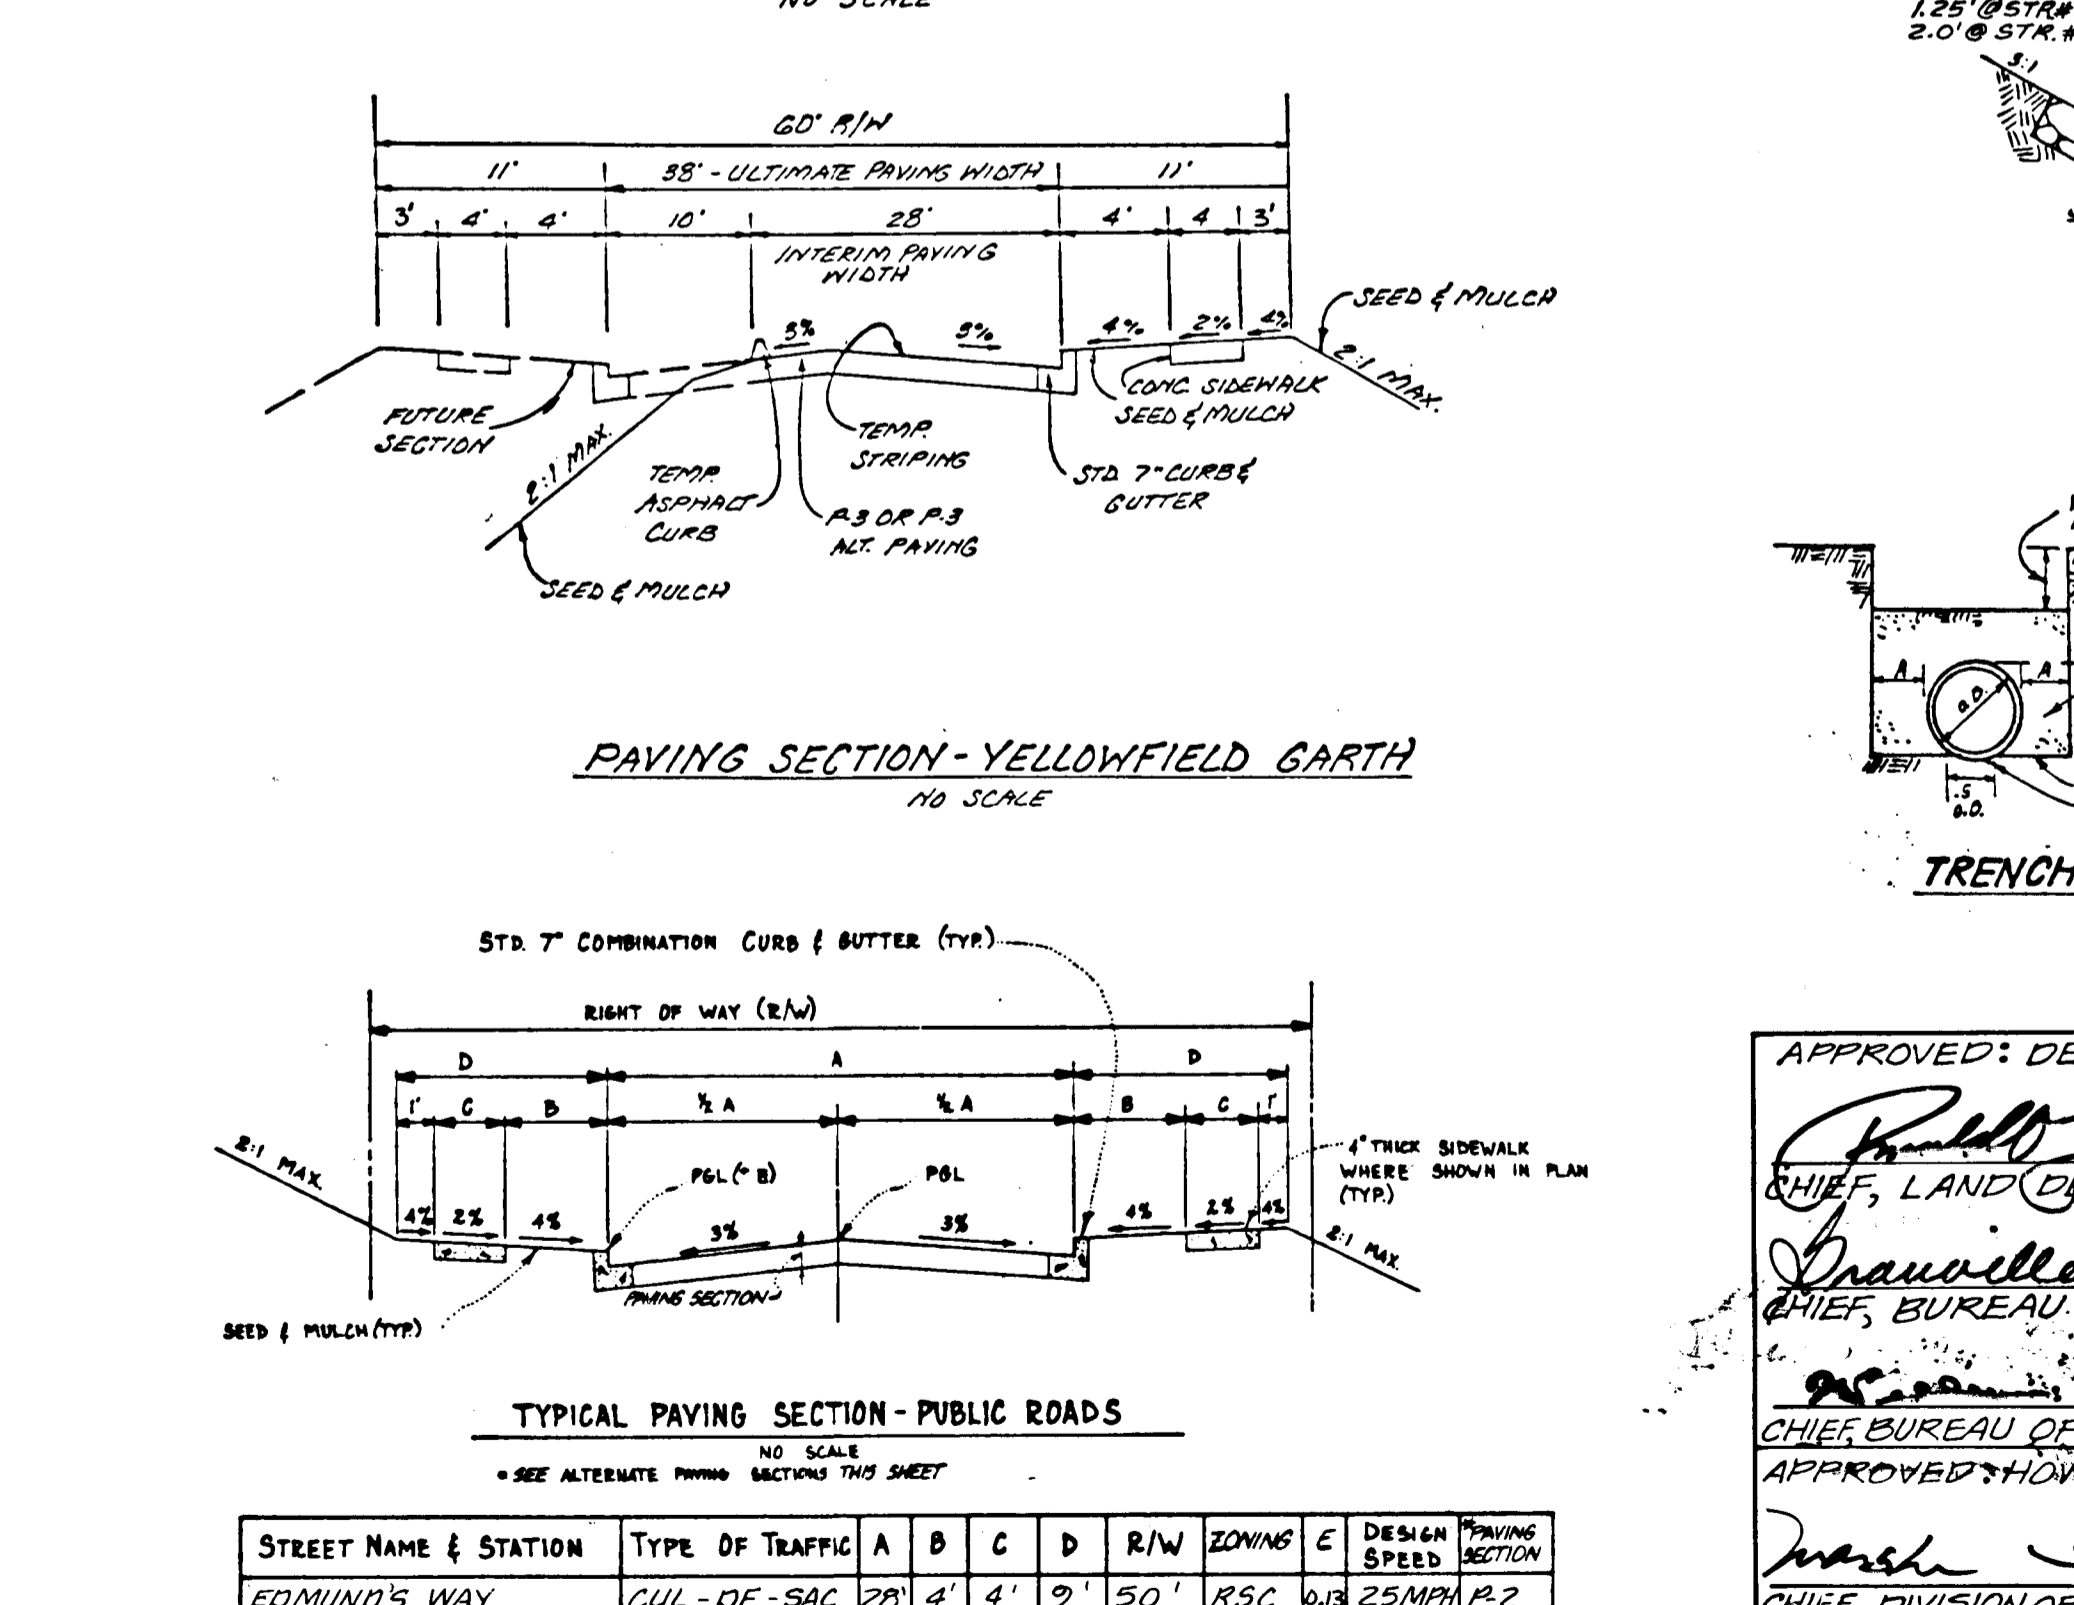 NO SCALE
60' R/W
11' 38' - ULTIMATE PAVING WIDTH 11'
3' 4' 4' 10' 28' 4' 4 3'
INTERIM PAVING
WIDTH
3% 3% 4% 2% 4%
SEED & MULCH
2:1 MAX.
CONC. SIDEWALK
SEED & MULCH
FUTURE
SECTION
2:1 MAX.
TEMP.
STRIPING
TEMP.
ASPHALT
CURB
STD. 7" CURB &
GUTTER
P-3 OR P-3
ALT. PAVING
SEED & MULCH
PAVING SECTION - YELLOWFIELD GARTH
NO SCALE
STD. 7" COMBINATION CURB & GUTTER (TYP.)
RIGHT OF WAY (R/W)
D A D
1' C B ½ A ½ A B C 1'
2:1 MAX.
PGL (- E)
PGL
4" THICK SIDEWALK
WHERE SHOWN IN PLAN
(TYP.)
4% 2% 4% 3% 3% 4% 2% 4%
2:1 MAX.
PAVING SECTION
SEED & MULCH (TYP.)
TYPICAL PAVING SECTION - PUBLIC ROADS
NO SCALE
* SEE ALTERNATE PAVING SECTIONS THIS SHEET
STREET NAME & STATION TYPE OF TRAFFIC A B C D R/W ZONING E DESIGN SPEED *PAVING SECTION
EDMUND'S WAY CUL-DE-SAC 28' 4' 4' 9' 50' RSC 0.13 25MPH P-2
1.25' @ STR#
2.0' @ STR.#
3:1
A A
O.D.
.5
O.D.
TRENCH
APPROVED: DE
CHIEF, LAND DE
CHIEF, BUREAU
CHIEF, BUREAU OF
APPROVED: HOW
CHIEF, DIVISION OF